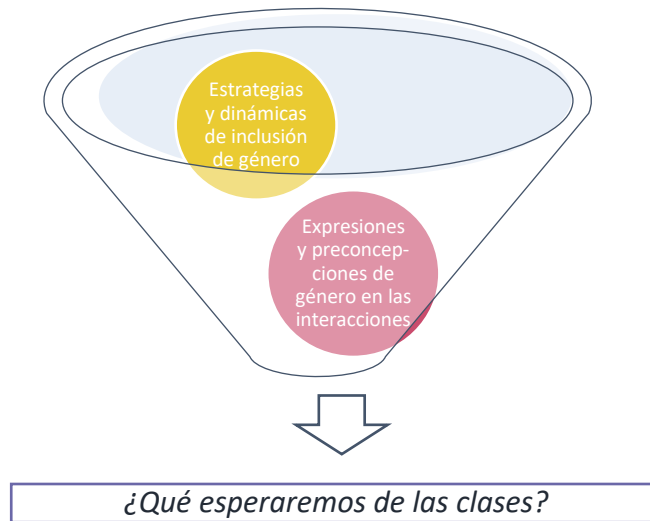 Estrategias
y dinámicas
de inclusión
de género
Expresiones
y preconcep-
ciones de
género en las
interacciones
¿Qué esperaremos de las clases?